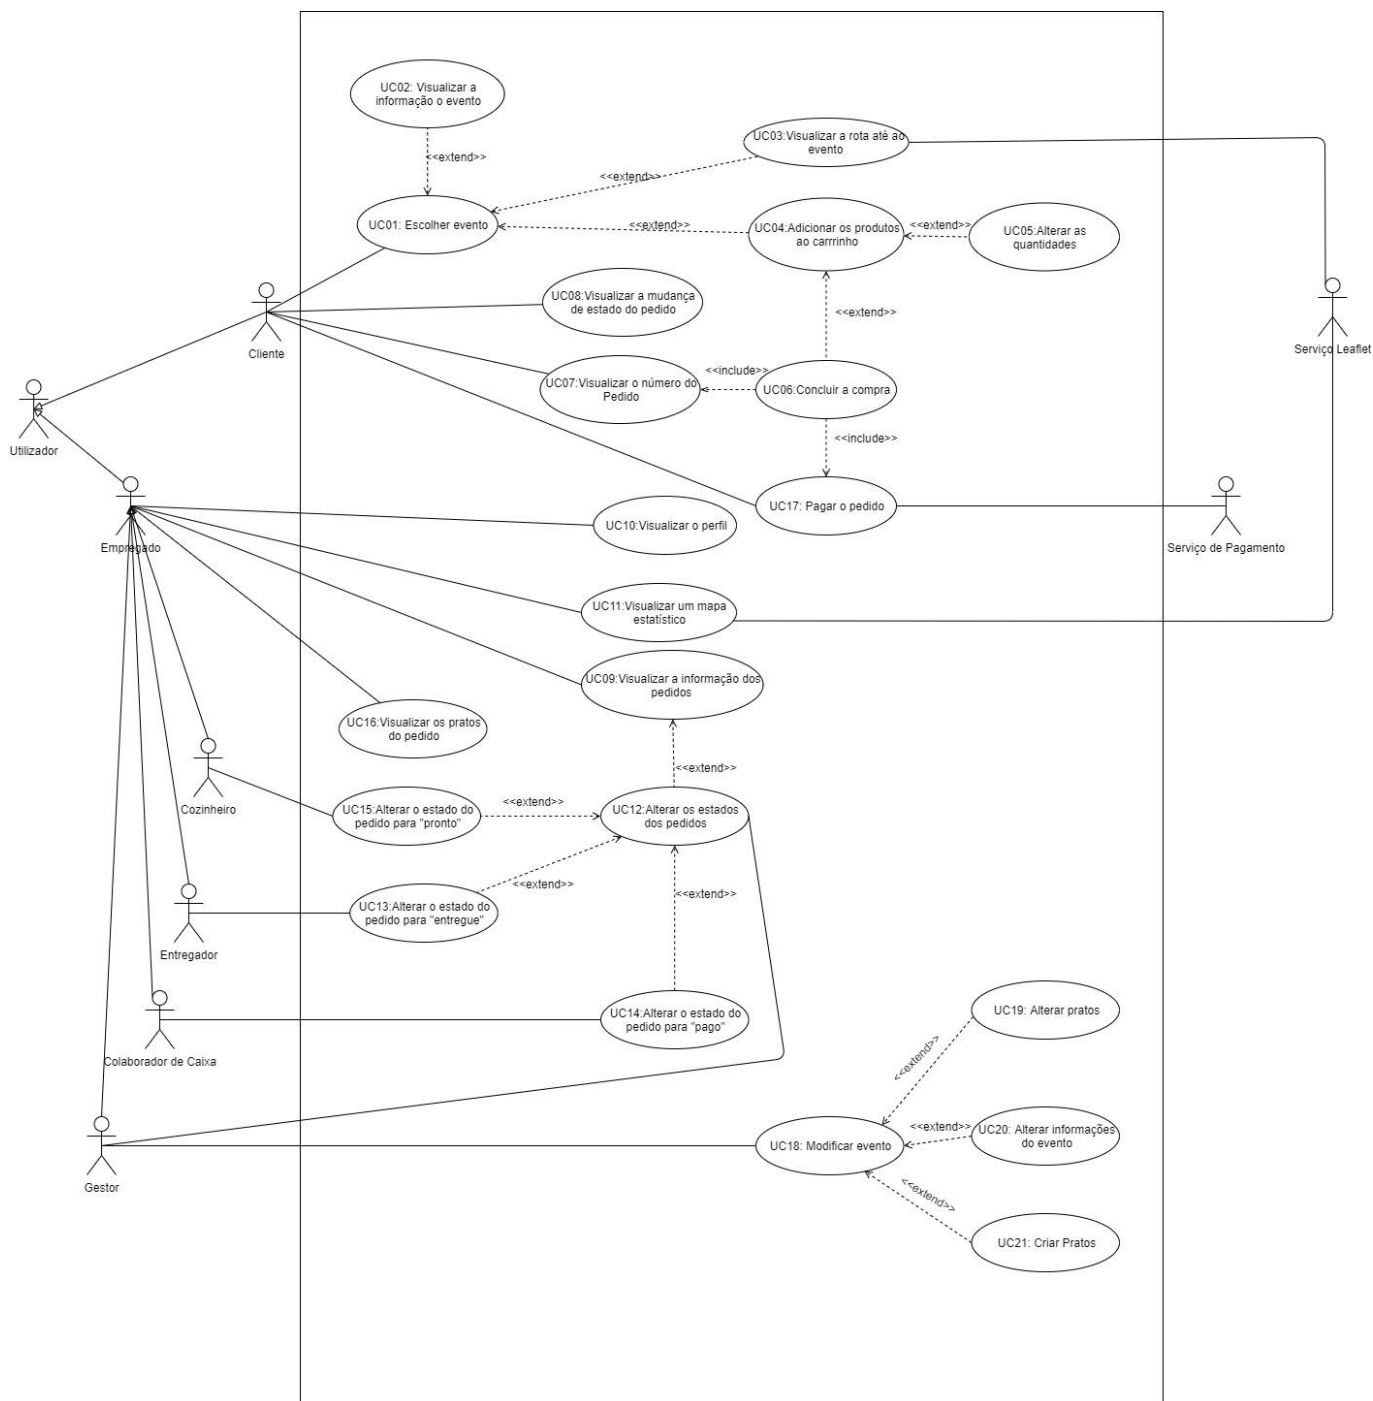 UC02: Visualizar a
informação o evento
<<extend>>
UC03:Visualizar a rota até ao
evento
<<extend>>
UC01: Escolher evento
<<extend>>
UC04:Adicionar os produtos
ao carrrinho
<<extend>>
UC05:Alterar as
quantidades
UC08:Visualizar a mudança
de estado do pedido
<<extend>>
Cliente
Serviço Leaflet
<<include>>
UC07:Visualizar o número do
Pedido
UC06:Concluir a compra
<<include>>
Utilizador
UC17: Pagar o pedido
UC10:Visualizar o perfil
Empregado
Serviço de Pagamento
UC11:Visualizar um mapa
estatístico
UC09:Visualizar a informação dos
pedidos
UC16:Visualizar os pratos
do pedido
<<extend>>
Cozinheiro
UC15:Alterar o estado do
pedido para "pronto"
<<extend>>
UC12:Alterar os estados
dos pedidos
<<extend>>
<<extend>>
UC13:Alterar o estado do
pedido para "entregue"
Entregador
UC14:Alterar o estado do
pedido para "pago"
Colaborador de Caixa
UC19: Alterar pratos
<<extend>>
UC18: Modificar evento
<<extend>>
UC20: Alterar informações
do evento
Gestor
<<extend>>
UC21: Criar Pratos